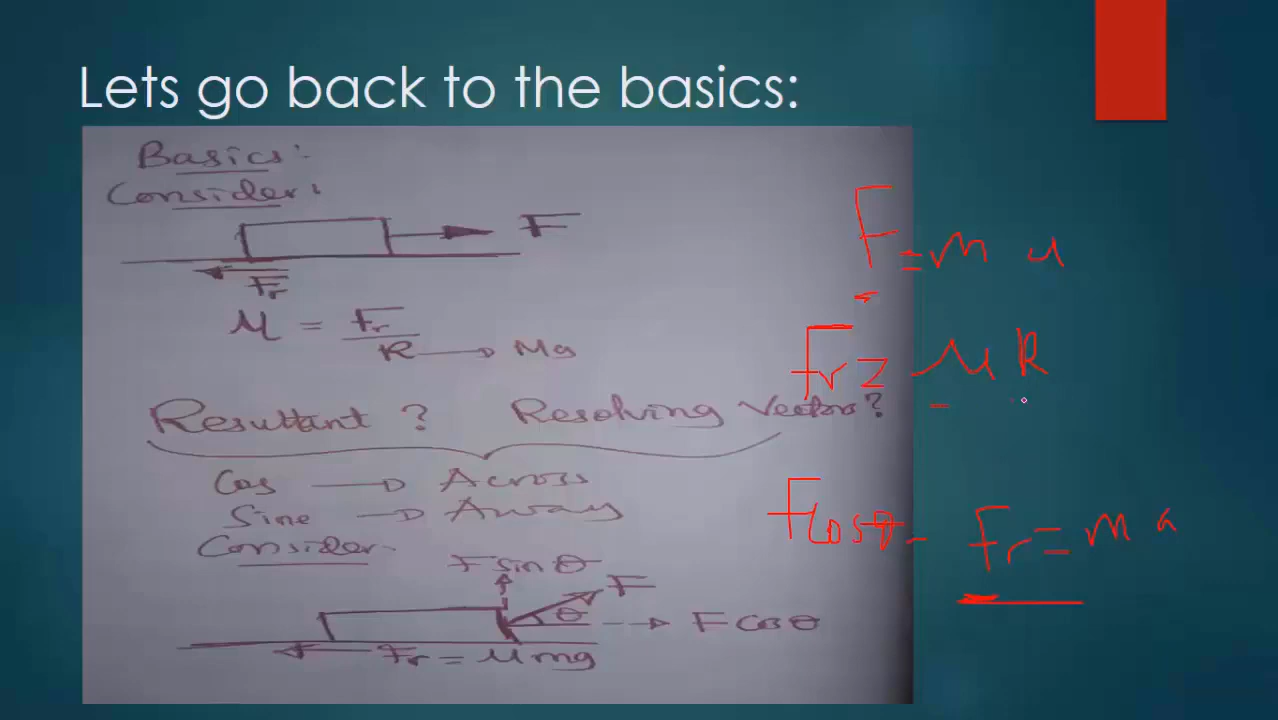 Lets go back to the basics:
Basics:
Consider:
F
Fr
μ = Fr / R → Mg
Resultant ? Resolving Vectors?
Cos → Across
Sine → Away
Consider:
F sin θ
F
θ
F cos θ
Fr = μmg
F = m a
Fr = μ R
F cos θ - Fr = m a